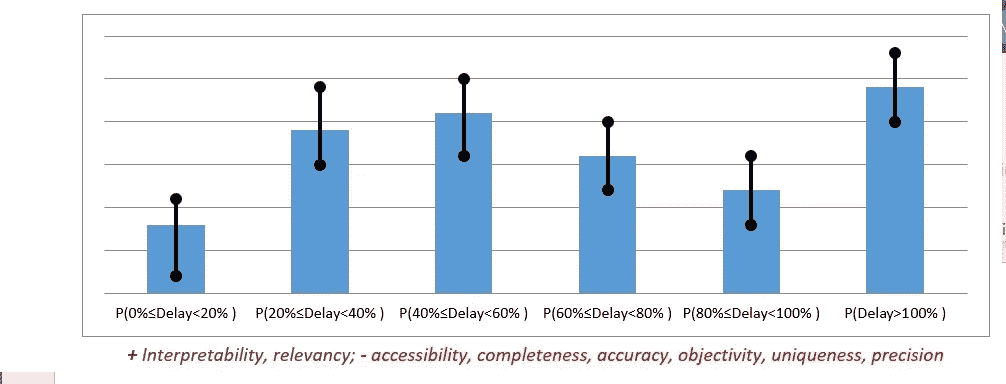 P(0%≤Delay<20% ) P(20%≤Delay<40% ) P(40%≤Delay<60% ) P(60%≤Delay<80% ) P(80%≤Delay<100% ) P(Delay>100% )
+ Interpretability, relevancy; - accessibility, completeness, accuracy, objectivity, uniqueness, precision